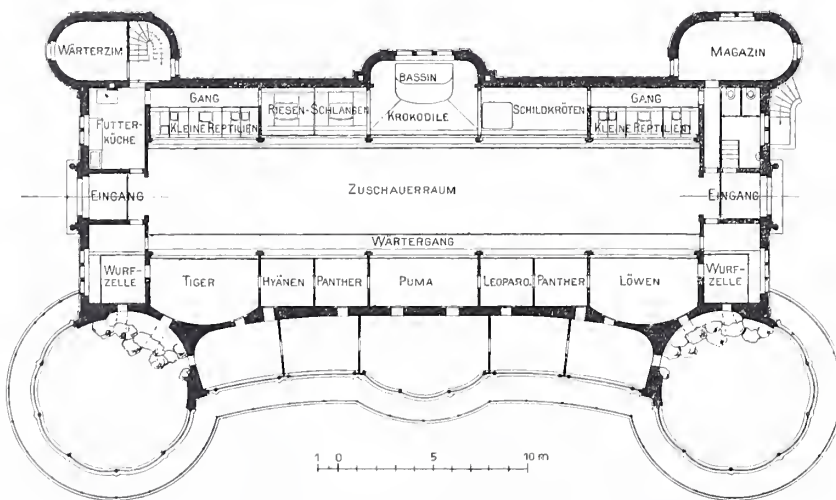 WÄRTERZIM.
MAGAZIN
BASSIN
GANG
RIESEN-SCHLANGEN
KROKODILE
SCHILDKRÖTEN
GANG
FUTTER-
KÜCHE
KLEINE REPTILIEN
KLEINE REPTILIEN
EINGANG
ZUSCHAUERRAUM
EINGANG
WÄRTERGANG
WURF-
ZELLE
TIGER
HYÄNEN
PANTHER
PUMA
LEOPARD.
PANTHER
LÖWEN
WURF-
ZELLE
1 0 5 10 m